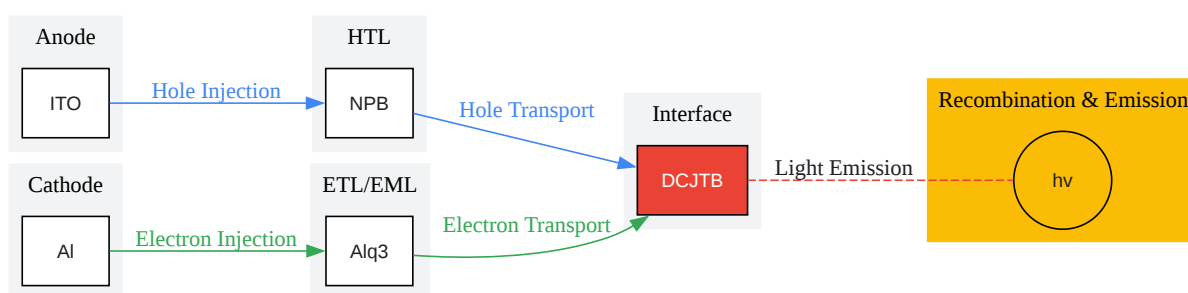 Anode
ITO
Hole Injection
HTL
NPB
Hole Transport
Cathode
Al
Electron Injection
ETL/EML
Alq3
Electron Transport
Interface
DCJTB
Light Emission
Recombination & Emission
hv